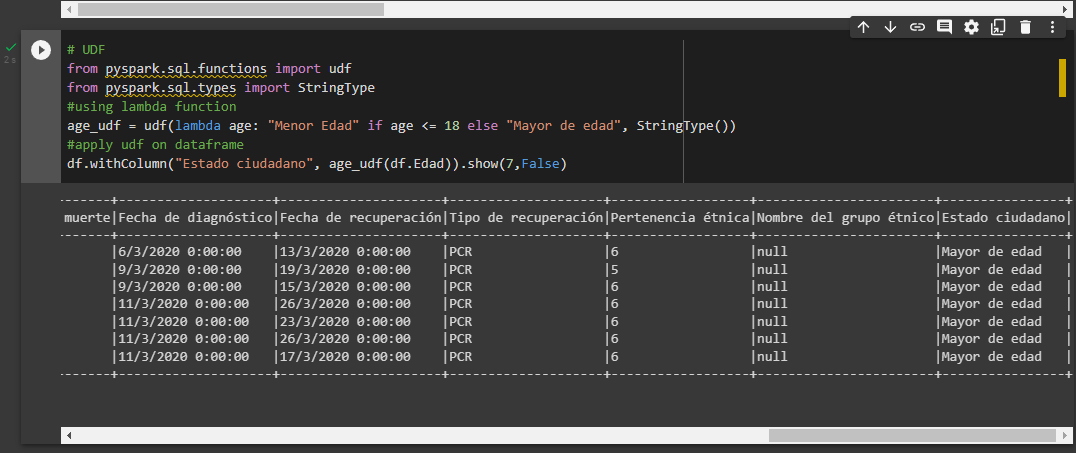 2s
# UDF
from pyspark.sql.functions import udf
from pyspark.sql.types import StringType
#using lambda function
age_udf = udf(lambda age: "Menor Edad" if age <= 18 else "Mayor de edad", StringType())
#apply udf on dataframe
df.withColumn("Estado ciudadano", age_udf(df.Edad)).show(7,False)
-------+--------------------+---------------------+--------------------+-------------------+-----------------------+----------------+
muerte|Fecha de diagnóstico|Fecha de recuperación|Tipo de recuperación|Pertenencia étnica|Nombre del grupo étnico|Estado ciudadano|
-------+--------------------+---------------------+--------------------+-------------------+-----------------------+----------------+
|6/3/2020 0:00:00 |13/3/2020 0:00:00 |PCR |6 |null |Mayor de edad |
|9/3/2020 0:00:00 |19/3/2020 0:00:00 |PCR |5 |null |Mayor de edad |
|9/3/2020 0:00:00 |15/3/2020 0:00:00 |PCR |6 |null |Mayor de edad |
|11/3/2020 0:00:00 |26/3/2020 0:00:00 |PCR |6 |null |Mayor de edad |
|11/3/2020 0:00:00 |23/3/2020 0:00:00 |PCR |6 |null |Mayor de edad |
|11/3/2020 0:00:00 |26/3/2020 0:00:00 |PCR |6 |null |Mayor de edad |
|11/3/2020 0:00:00 |17/3/2020 0:00:00 |PCR |6 |null |Mayor de edad |
-------+--------------------+---------------------+--------------------+-------------------+-----------------------+----------------+